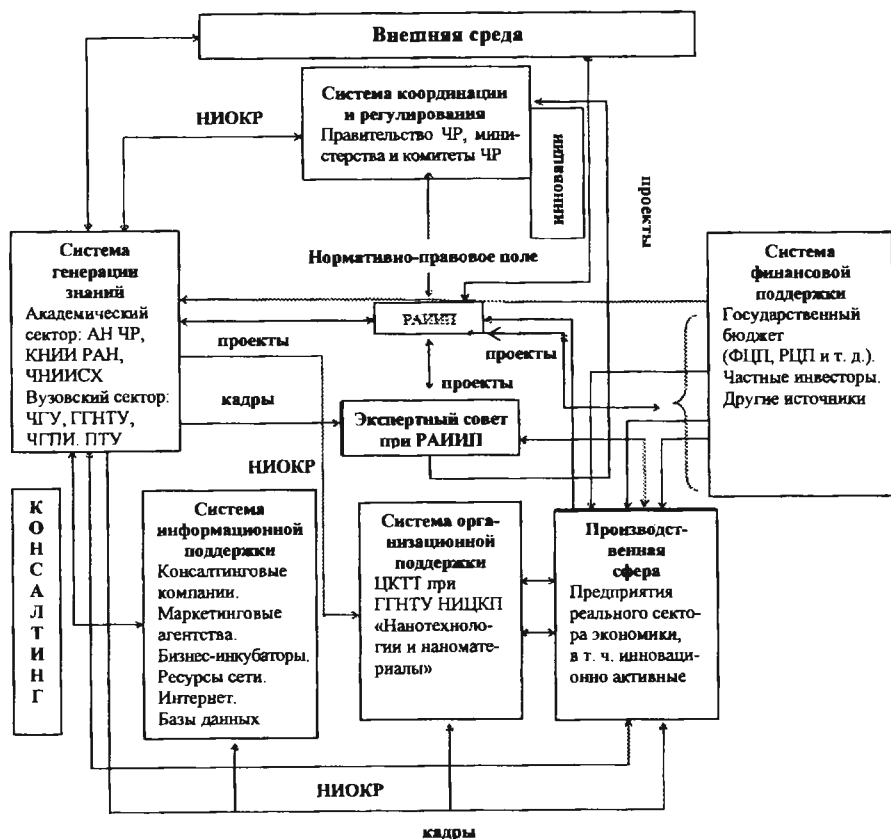 Внешняя среда
Система координации
и регулирования
Правительство ЧР, мини-
стерства и комитеты ЧР
НИОКР
инновации
проекты
Система
генерации
знаний
Академический
сектор: АН ЧР,
КНИИ РАН,
ЧНИИСХ
Вузовский сектор:
ЧГУ, ГГНТУ,
ЧГПИ, ПТУ
Нормативно-правовое поле
РАИИП
проекты
проекты
проекты
кадры
Экспертный совет
при РАИИП
НИОКР
Система
финансовой
поддержки
Государственный
бюджет
(ФЦП, РЦП и т. д.).
Частные инвесторы.
Другие источники
КОНСАЛТИНГ
Система
информационной
поддержки
Консалтинговые
компании.
Маркетинговые
агентства.
Бизнес-инкубаторы.
Ресурсы сети.
Интернет.
Базы данных
Система орга-
низационной
поддержки
ЦКТТ при
ГГНТУ НИЦКП
«Нанотехноло-
гии и наномате-
риалы»
Производст-
венная
сфера
Предприятия
реального секто-
ра экономики,
в т. ч. инноваци-
онно активные
НИОКР
кадры